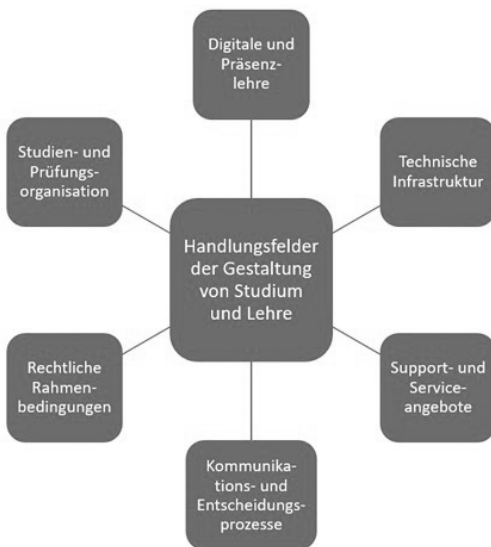 Digitale und
Präsenz-
lehre
Studien- und
Prüfungs-
organisation
Technische
Infrastruktur
Handlungsfelder
der Gestaltung
von Studium
und Lehre
Rechtliche
Rahmen-
bedingungen
Support- und
Service-
angebote
Kommunika-
tions- und
Entscheidungs-
prozesse